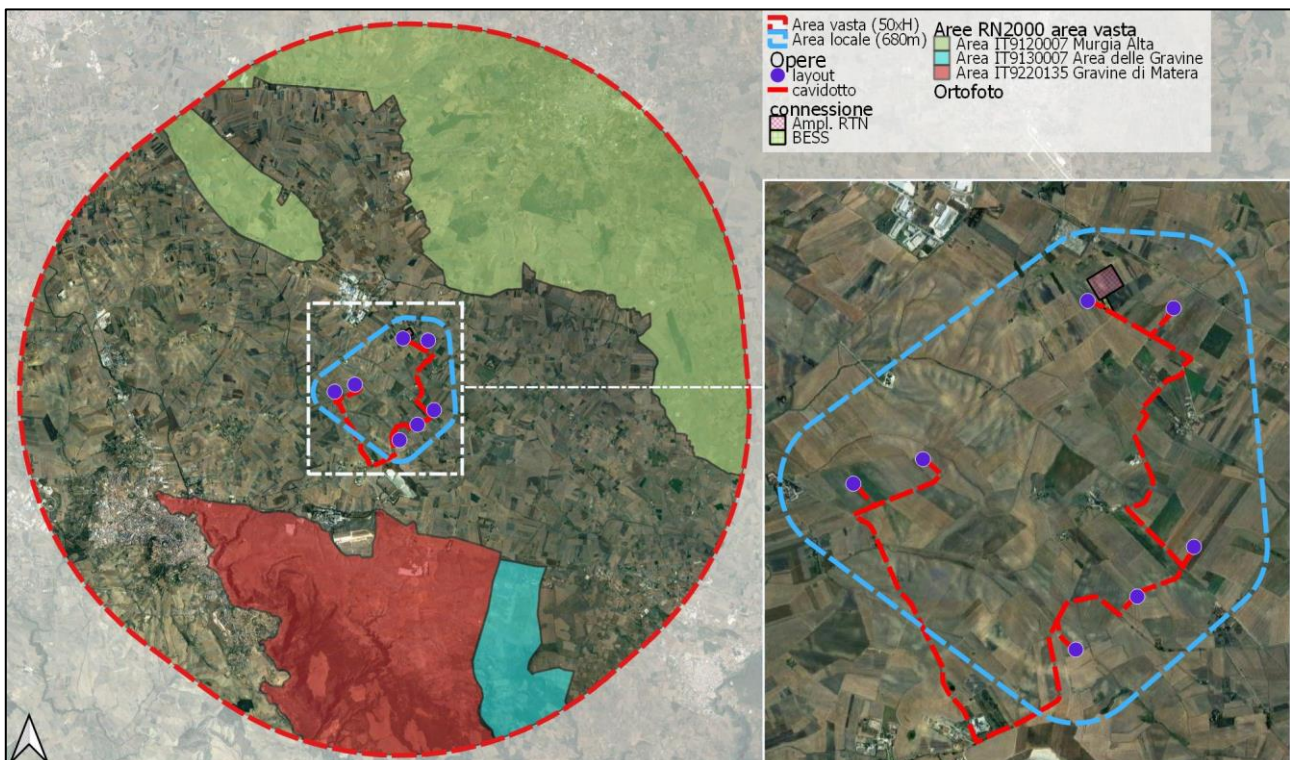 Area vasta (50xH)
Area locale (680m)
Opere
layout
cavidotto
connessione
Ampl. RTN
BESS
Aree RN2000 area vasta
Area IT9120007 Murgia Alta
Area IT9130007 Area delle Gravine
Area IT9220135 Gravine di Matera
Ortofoto